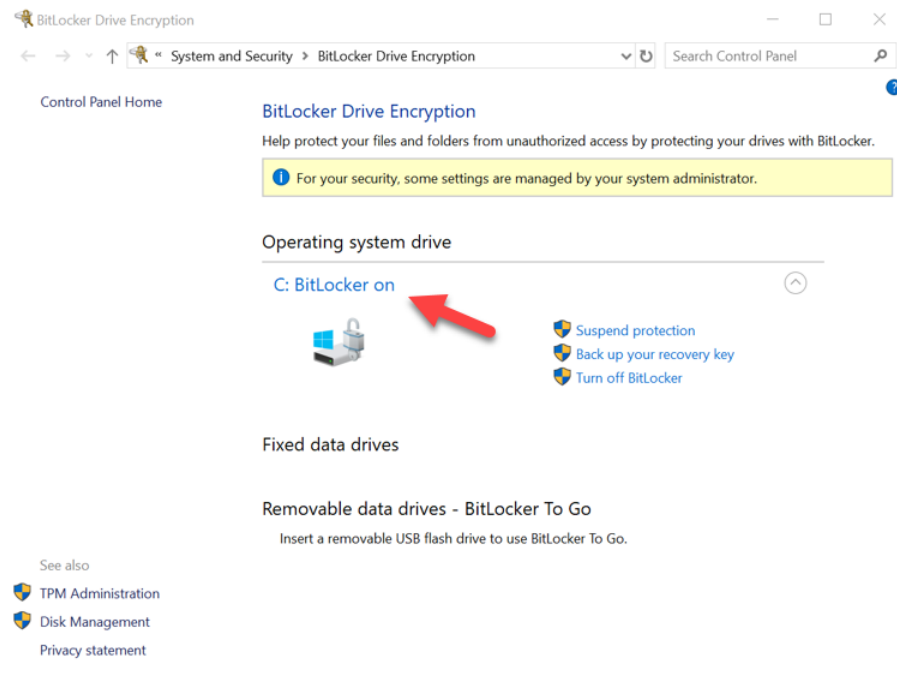 BitLocker Drive Encryption
« System and Security > BitLocker Drive Encryption
Search Control Panel
?
Control Panel Home
BitLocker Drive Encryption
Help protect your files and folders from unauthorized access by protecting your drives with BitLocker.
i For your security, some settings are managed by your system administrator.
Operating system drive
C: BitLocker on
Suspend protection
Back up your recovery key
Turn off BitLocker
Fixed data drives
Removable data drives - BitLocker To Go
Insert a removable USB flash drive to use BitLocker To Go.
See also
TPM Administration
Disk Management
Privacy statement